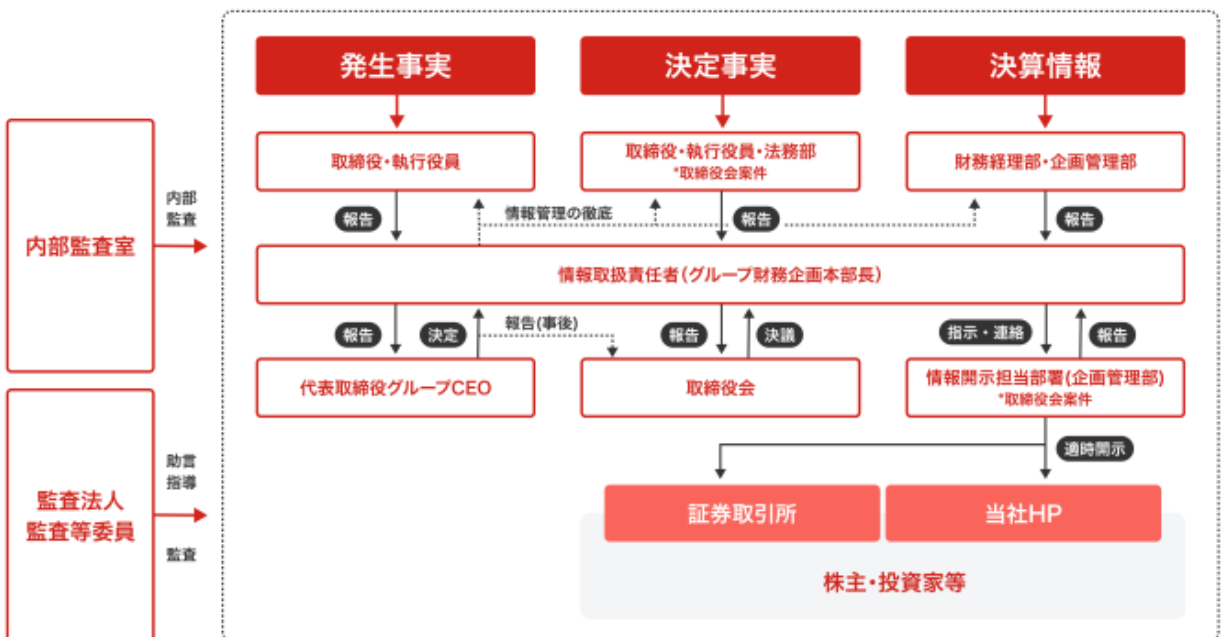 発生事実
決定事実
決算情報
取締役・執行役員
取締役・執行役員・法務部
*取締役会案件
財務経理部・企画管理部
内部
監査
内部監査室
報告
情報管理の徹底
報告
報告
情報取扱責任者(グループ財務企画本部長)
報告
決定
報告(事後)
報告
決議
指示・連絡
報告
代表取締役グループCEO
取締役会
情報開示担当部署(企画管理部)
*取締役会案件
適時開示
助言
指導
監査法人
監査等委員
監査
証券取引所
当社HP
株主・投資家等